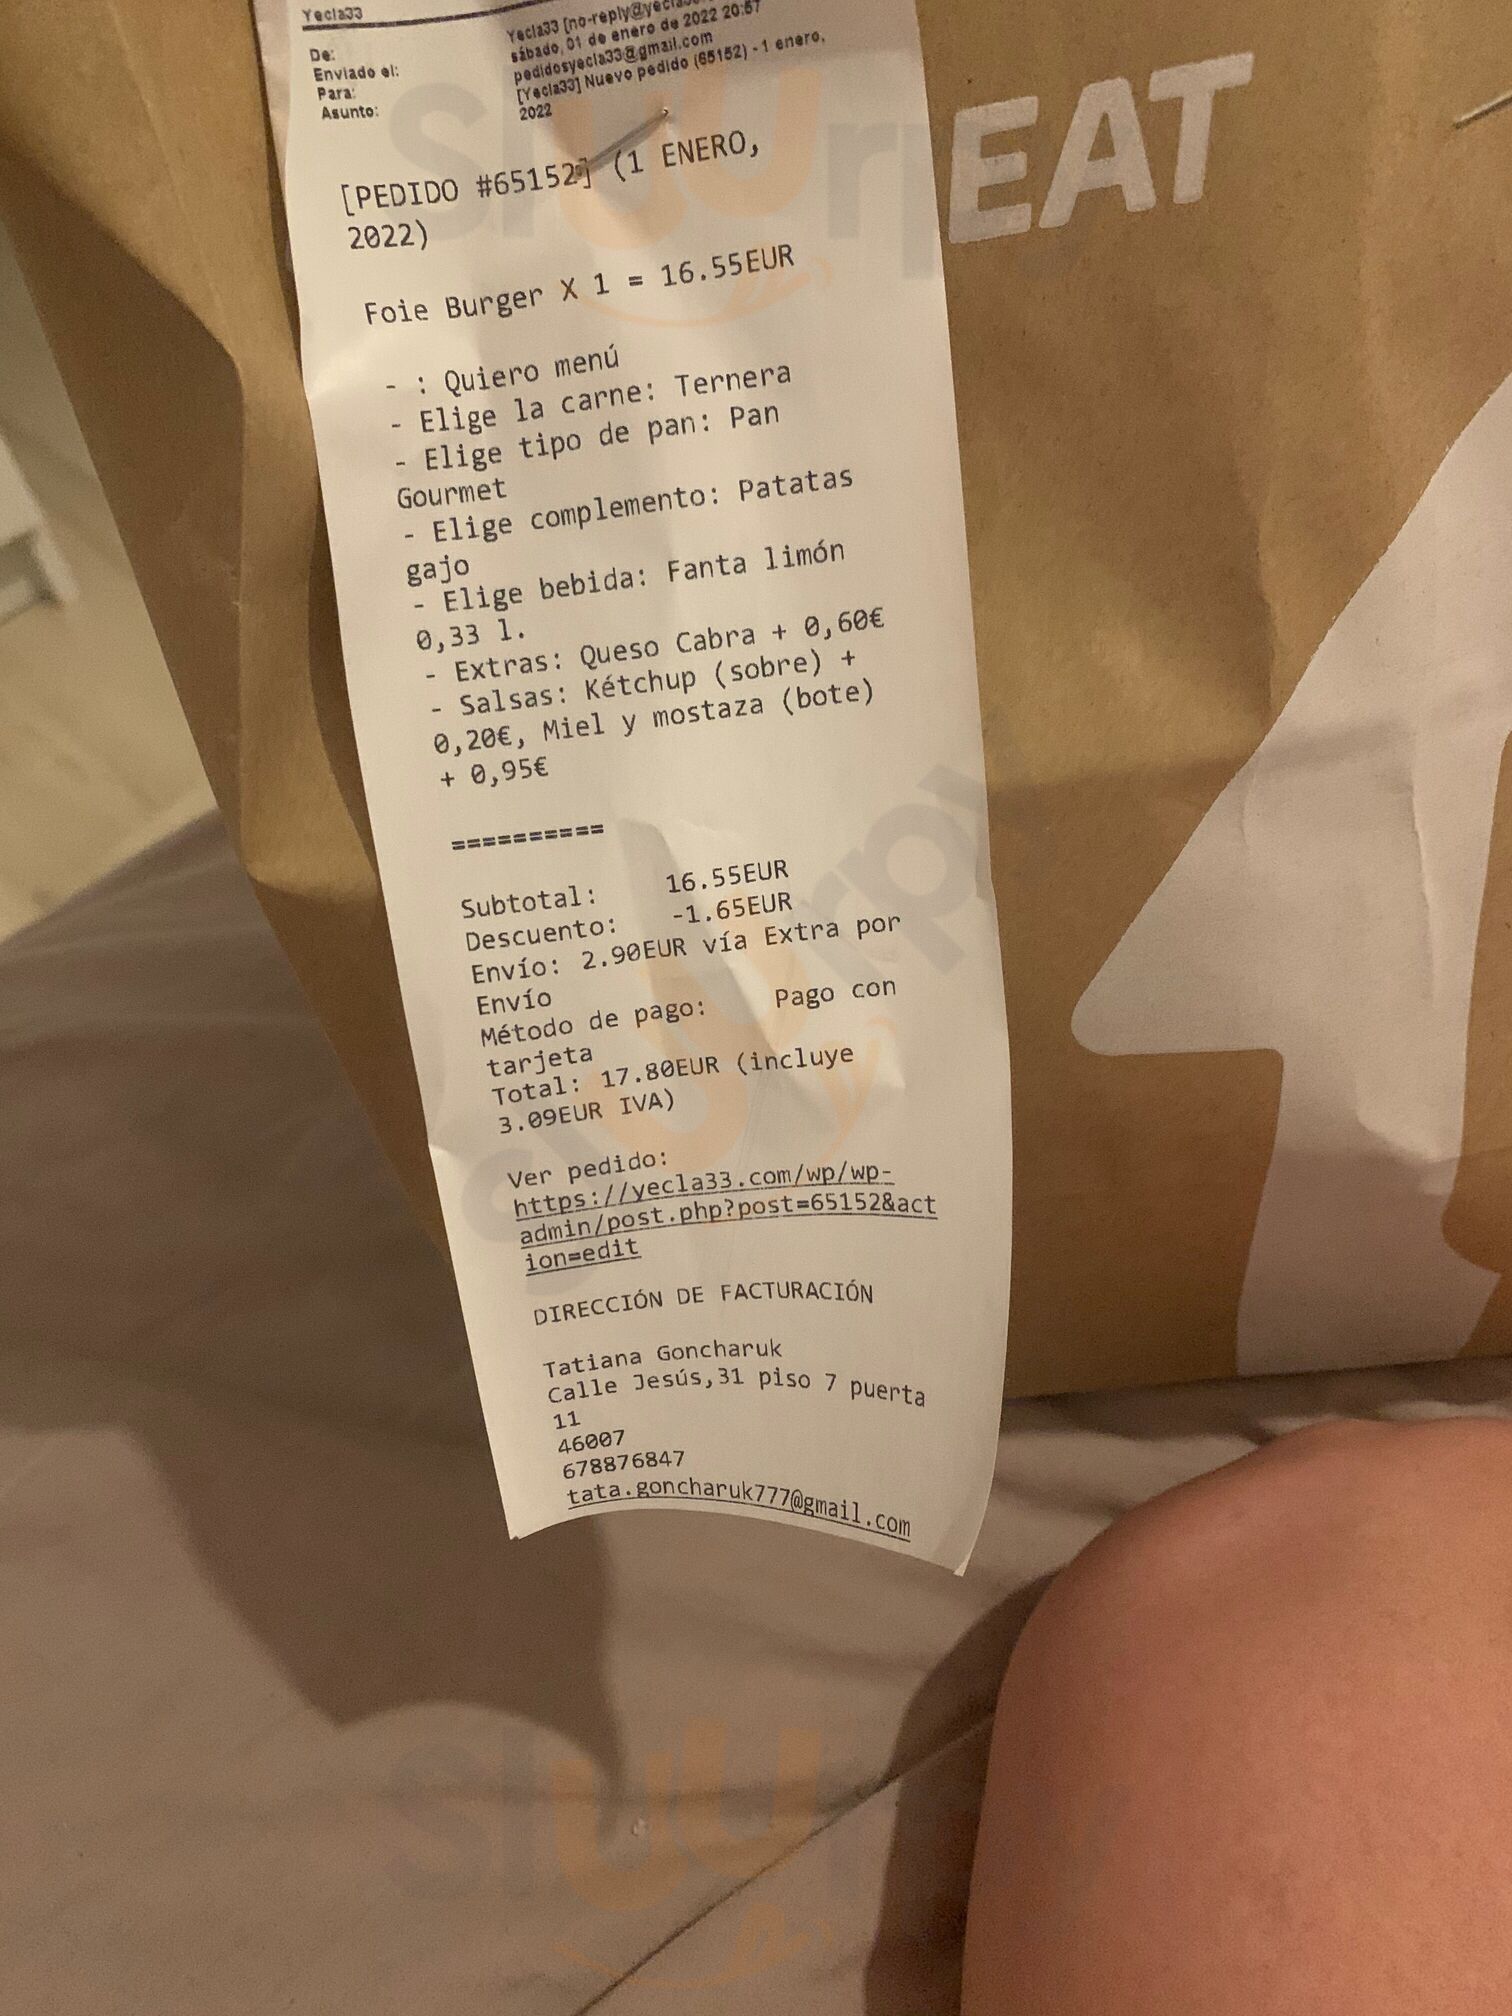 Yecla33
De: Yecla33 [no-reply@
Enviado el: sábado, 01 de enero de 2022 20:57
Para: pedidosyecla33@gmail.com
Asunto: [Yecla33] Nuevo pedido (65152) - 1 enero,
2022
[PEDIDO #65152] (1 ENERO,
2022)
Foie Burger X 1 = 16.55EUR
- : Quiero menú
- Elige la carne: Ternera
- Elige tipo de pan: Pan
Gourmet
- Elige complemento: Patatas
gajo
- Elige bebida: Fanta limón
0,33 l.
- Extras: Queso Cabra + 0,60€
- Salsas: Kétchup (sobre) +
0,20€, Miel y mostaza (bote)
+ 0,95€
==========
Subtotal: 16.55EUR
Descuento: -1.65EUR
Envío: 2.90EUR vía Extra por
Envío
Método de pago: Pago con
tarjeta
Total: 17.80EUR (incluye
3.09EUR IVA)
Ver pedido:
https://yecla33.com/wp/wp-
admin/post.php?post=65152&act
ion=edit
DIRECCIÓN DE FACTURACIÓN
Tatiana Goncharuk
Calle Jesús,31 piso 7 puerta
11
46007
678876847
tata.goncharuk777@gmail.com
EAT
Sluurpy
Sluurpy
Sluurpy